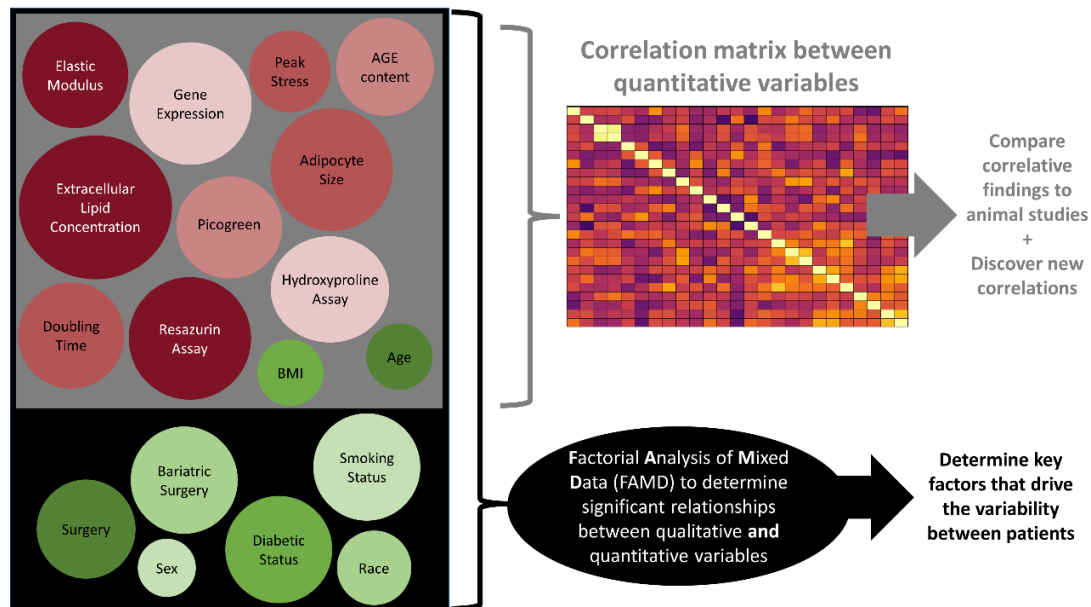 Elastic
Modulus
Gene
Expression
Peak
Stress
AGE
content
Extracellular
Lipid
Concentration
Picogreen
Adipocyte
Size
Hydroxyproline
Assay
Doubling
Time
Resazurin
Assay
BMI
Age
Surgery
Bariatric
Surgery
Sex
Diabetic
Status
Smoking
Status
Race
Correlation matrix between
quantitative variables
Compare
correlative
findings to
animal studies
+
Discover new
correlations
Factorial Analysis of Mixed
Data (FAMD) to determine
significant relationships
between qualitative and
quantitative variables
Determine key
factors that drive
the variability
between patients